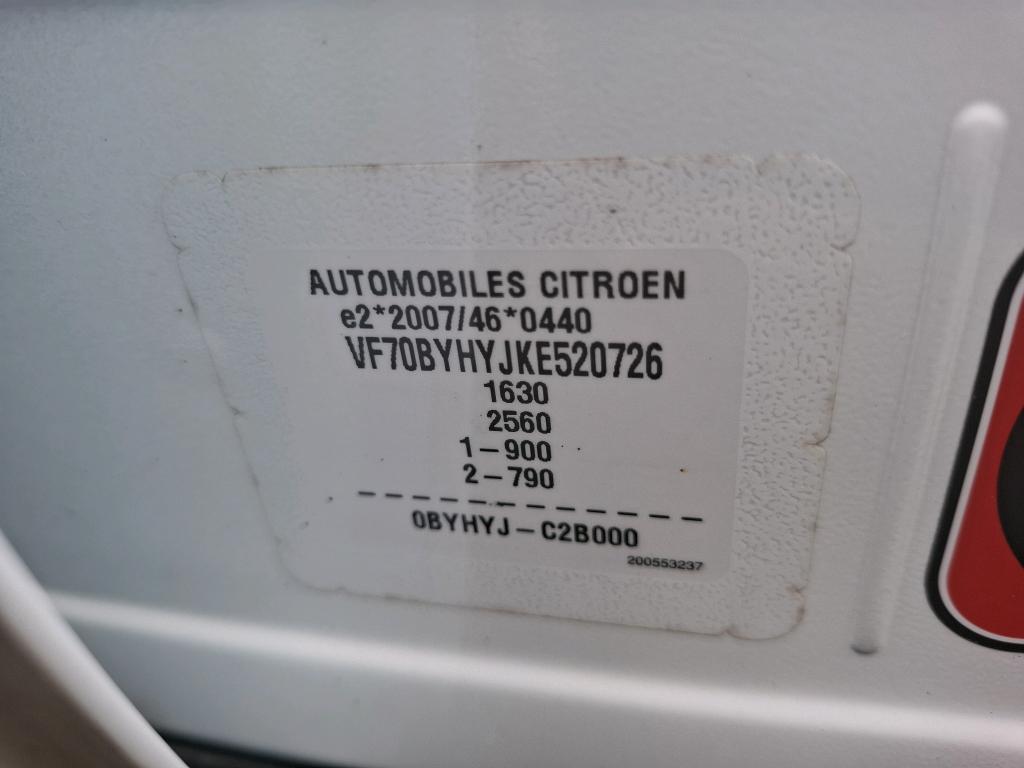 AUTOMOBILES CITROEN
e2*2007/46*0440
VF70BYHYJKE520726
1630
2560
1-900
2-790
0BYHYJ-C2B000
200553237